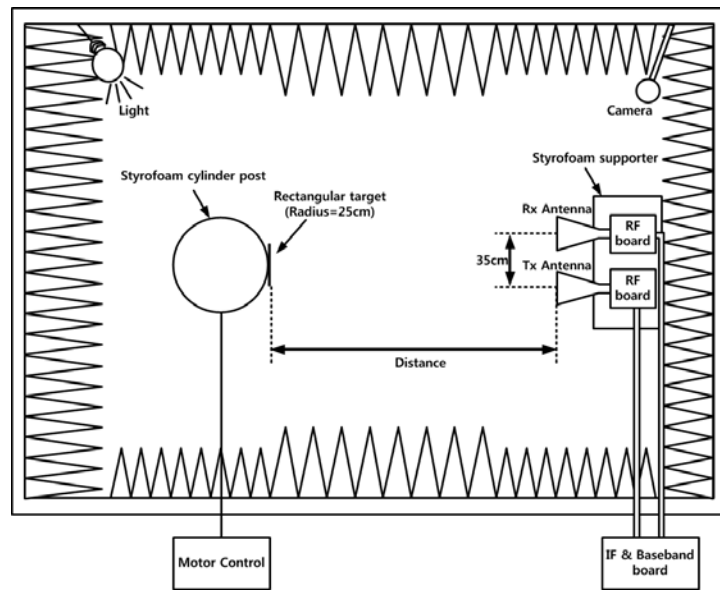 Light
Camera
Styrofoam supporter
Styrofoam cylinder post
Rectangular target
(Radius=25cm)
Rx Antenna
RF
board
35cm
Tx Antenna
RF
board
Distance
Motor Control
IF & Baseband
board